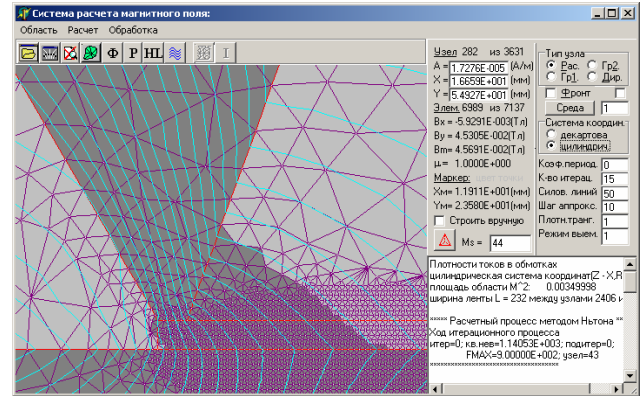 Система расчета магнитного поля:
Область Расчет Обработка
Ф P HL I
Узел 282 из 3631
A = 1.7276E-005 (А/м)
X = 1.6659E+001 (мм)
Y = 5.4927E+001 (мм)
Элем. 6989 из 7137
Bx = -5.9291E-003(Тл)
By = 4.5305E-002(Тл)
Bm= 4.5691E-002(Тл)
μ= 1.0000E+000
Маркер: цвет точки
Xм= 1.1911E+001(мм)
Yм= 2.3580E+001(мм)
Строить вручную
Ms = 44
Тип узла
Рас. Гр2.
Гр1. Дир.
Фронт
Среда 1
Система координ.
декартова
цилиндрич.
Коэф.период. 0
К-во итерац. 15
Силов. линий 50
Шаг аппрокс. 10
Плотн.транг. 1
Режим выем. 1
Плотности токов в обмотках
цилиндрическая система координат(Z - X,R
площадь области M^2: 0.00349998
ширина ленты L = 232 между узлами 2406 и
***** Расчетный процесс методом Ньтона **
Ход итерационного процесса
итер=0; кв.нев=1.14053E+003; подитер=0;
FMAX=9.00000E+002; узел=43